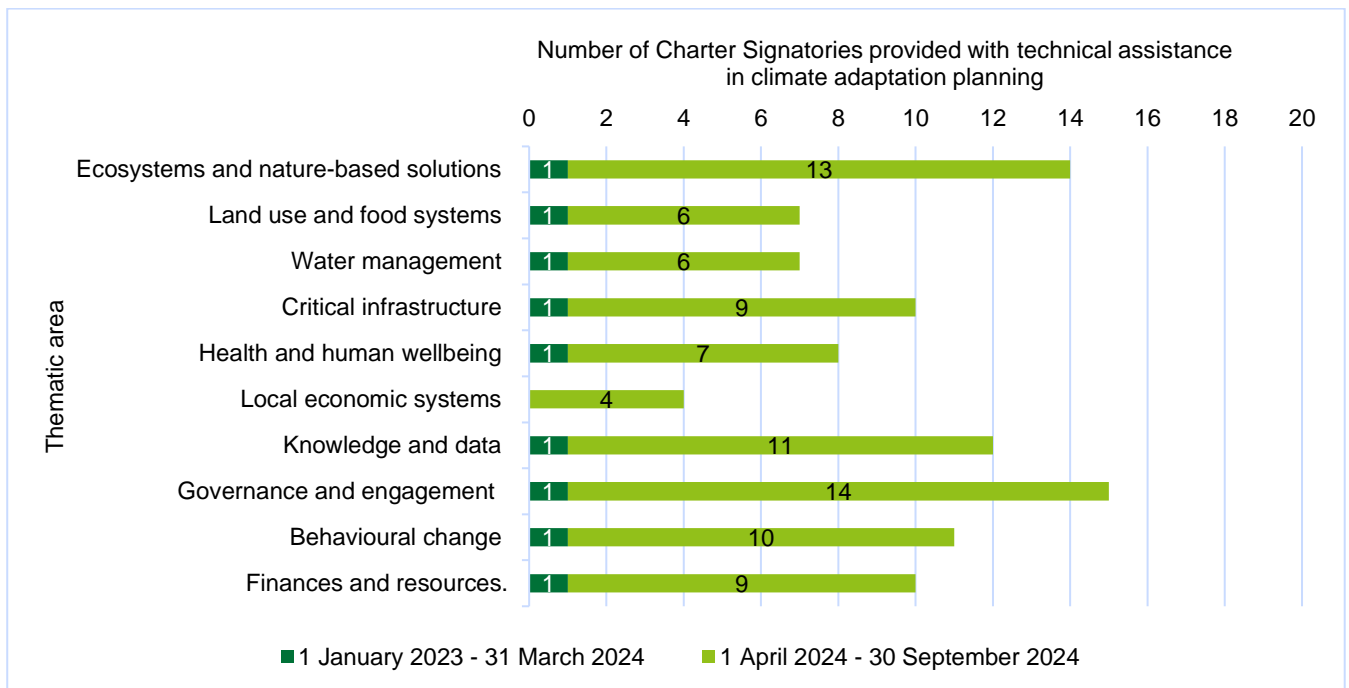 Number of Charter Signatories provided with technical assistance
in climate adaptation planning
0 2 4 6 8 10 12 14 16 18 20
Thematic area
Ecosystems and nature-based solutions 1 13
Land use and food systems 1 6
Water management 1 6
Critical infrastructure 1 9
Health and human wellbeing 1 7
Local economic systems 4
Knowledge and data 1 11
Governance and engagement 1 14
Behavioural change 1 10
Finances and resources. 1 9
1 January 2023 - 31 March 2024 1 April 2024 - 30 September 2024